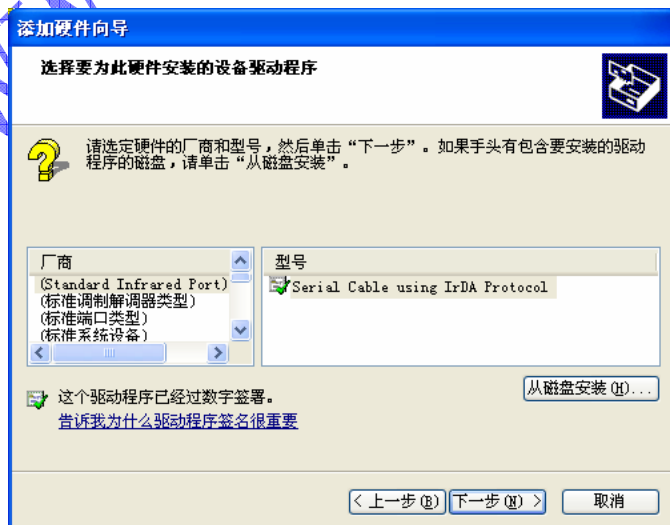 添加硬件向导
选择要为此硬件安装的设备驱动程序
请选定硬件的厂商和型号，然后单击“下一步”。如果手头有包含要安装的驱动
程序的磁盘，请单击“从磁盘安装”。
厂商
型号
(Standard Infrared Port)
Serial Cable using IrDA Protocol
(标准调制解调器类型)
(标准端口类型)
(标准系统设备)
从磁盘安装(H)...
这个驱动程序已经过数字签署。
告诉我为什么驱动程序签名很重要
< 上一步(B)
下一步(N) >
取消